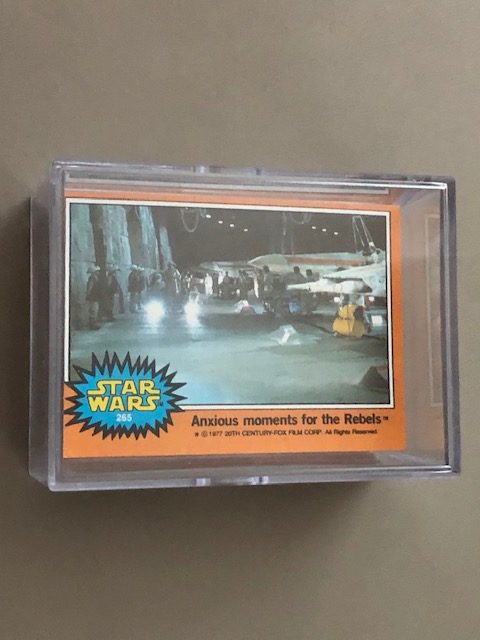 STAR
WARS
265
Anxious moments for the Rebels™
* © 1977 20TH CENTURY-FOX FILM CORP. All Rights Reserved.